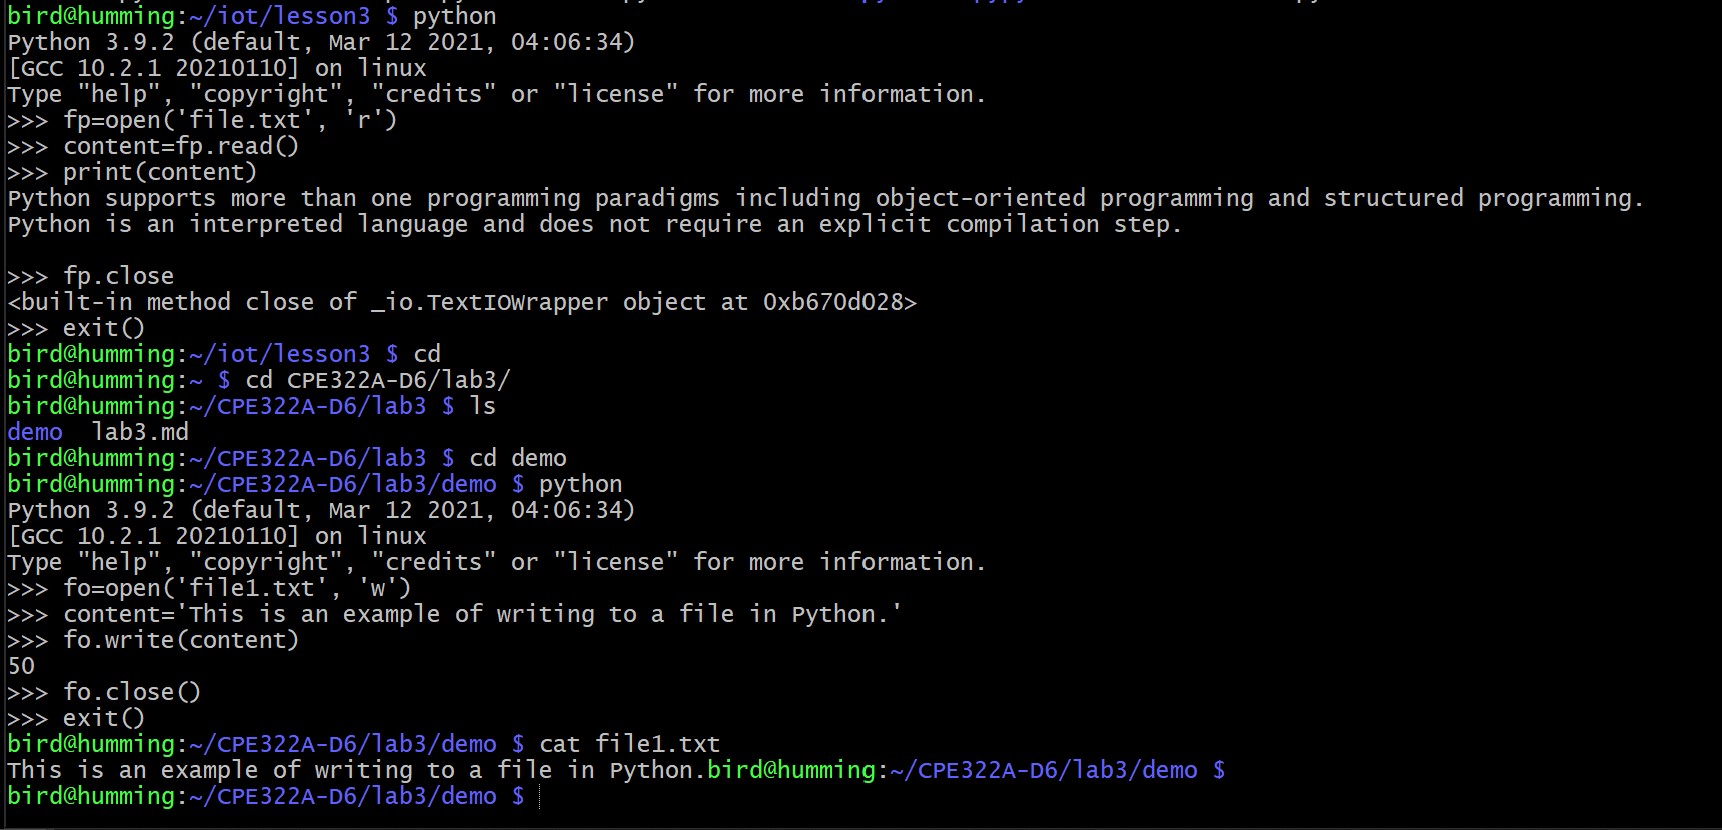 bird@humming:~/iot/lesson3 $ python
Python 3.9.2 (default, Mar 12 2021, 04:06:34)
[GCC 10.2.1 20210110] on linux
Type "help", "copyright", "credits" or "license" for more information.
>>> fp=open('file.txt', 'r')
>>> content=fp.read()
>>> print(content)
Python supports more than one programming paradigms including object-oriented programming and structured programming.
Python is an interpreted language and does not require an explicit compilation step.

>>> fp.close
<built-in method close of _io.TextIOWrapper object at 0xb670d028>
>>> exit()
bird@humming:~/iot/lesson3 $ cd
bird@humming:~ $ cd CPE322A-D6/lab3/
bird@humming:~/CPE322A-D6/lab3 $ ls
demo  lab3.md
bird@humming:~/CPE322A-D6/lab3 $ cd demo
bird@humming:~/CPE322A-D6/lab3/demo $ python
Python 3.9.2 (default, Mar 12 2021, 04:06:34)
[GCC 10.2.1 20210110] on linux
Type "help", "copyright", "credits" or "license" for more information.
>>> fo=open('file1.txt', 'w')
>>> content='This is an example of writing to a file in Python.'
>>> fo.write(content)
50
>>> fo.close()
>>> exit()
bird@humming:~/CPE322A-D6/lab3/demo $ cat file1.txt
This is an example of writing to a file in Python.bird@humming:~/CPE322A-D6/lab3/demo $
bird@humming:~/CPE322A-D6/lab3/demo $